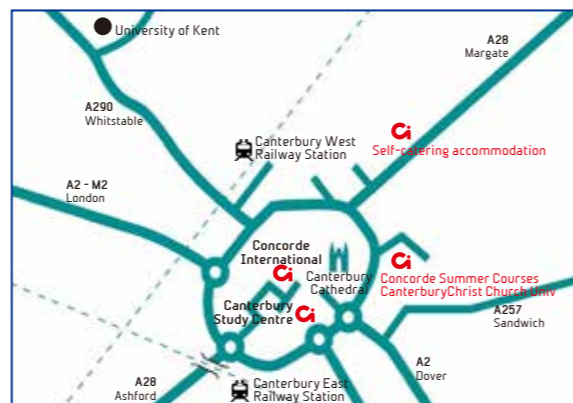 University of Kent
A28
Margate
A290
Whitstable
Canterbury West
Railway Station
Ci
Self-catering accommodation
A2 - M2
London
Concorde
International
Ci
Canterbury
Cathedral
Ci
Concorde Summer Courses
CanterburyChrist Church Univ
Canterbury
Study Centre
Ci
A257
Sandwich
A2
Dover
A28
Ashford
Canterbury East
Railway Station